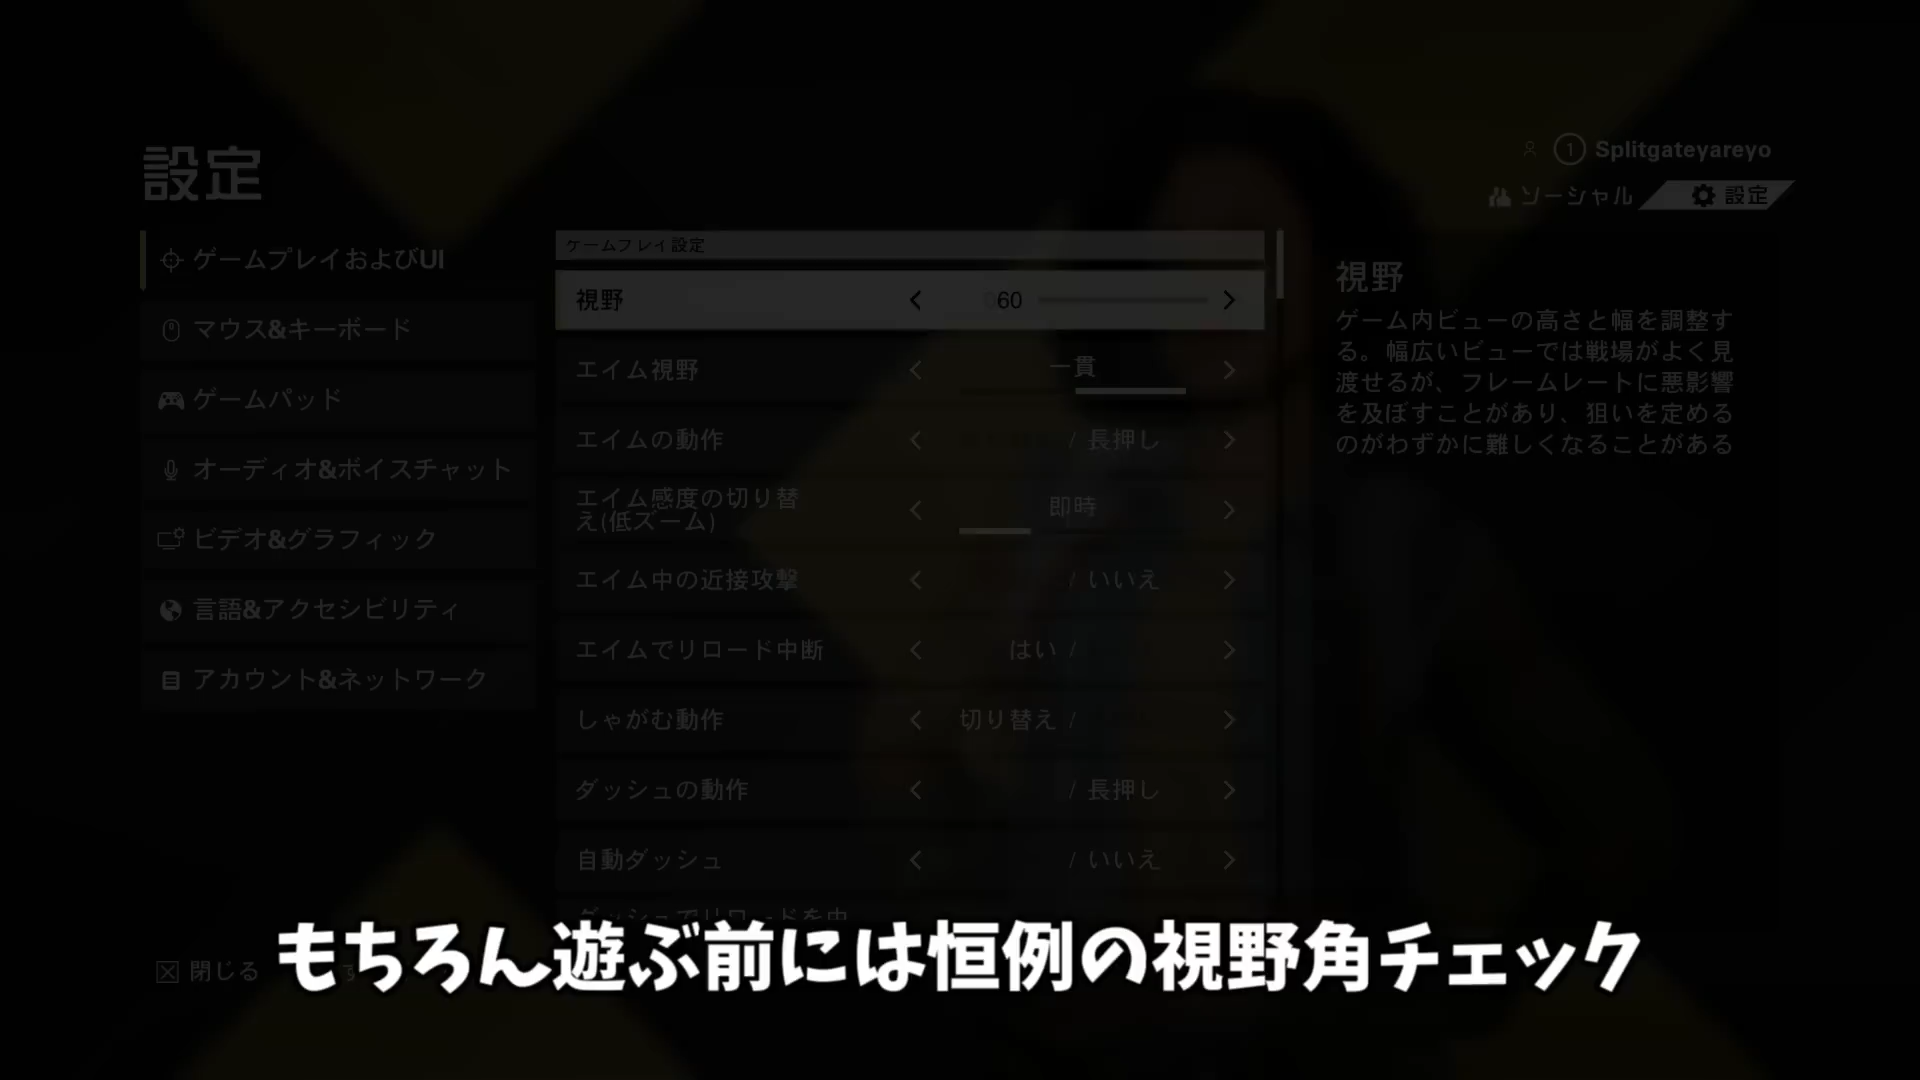 設定
1 Splitgateyareyo
ソーシャル 設定
ゲームプレイおよびUI
マウス&キーボード
ゲームパッド
オーディオ&ボイスチャット
ビデオ&グラフィック
言語&アクセシビリティ
アカウント&ネットワーク
ゲームプレイ設定
視野 60
エイム視野 一貫
エイムの動作 / 長押し
エイム感度の切り替
え(低ズーム) 即時
エイム中の近接攻撃 / いいえ
エイムでリロード中断 はい /
しゃがむ動作 切り替え /
ダッシュの動作 / 長押し
自動ダッシュ / いいえ
ダッシュでリロードを中
視野
ゲーム内ビューの高さと幅を調整す
る。幅広いビューでは戦場がよく見
渡せるが、フレームレートに悪影響
を及ぼすことがあり、狙いを定める
のがわずかに難しくなることがある
閉じる
もちろん遊ぶ前には恒例の視野角チェック